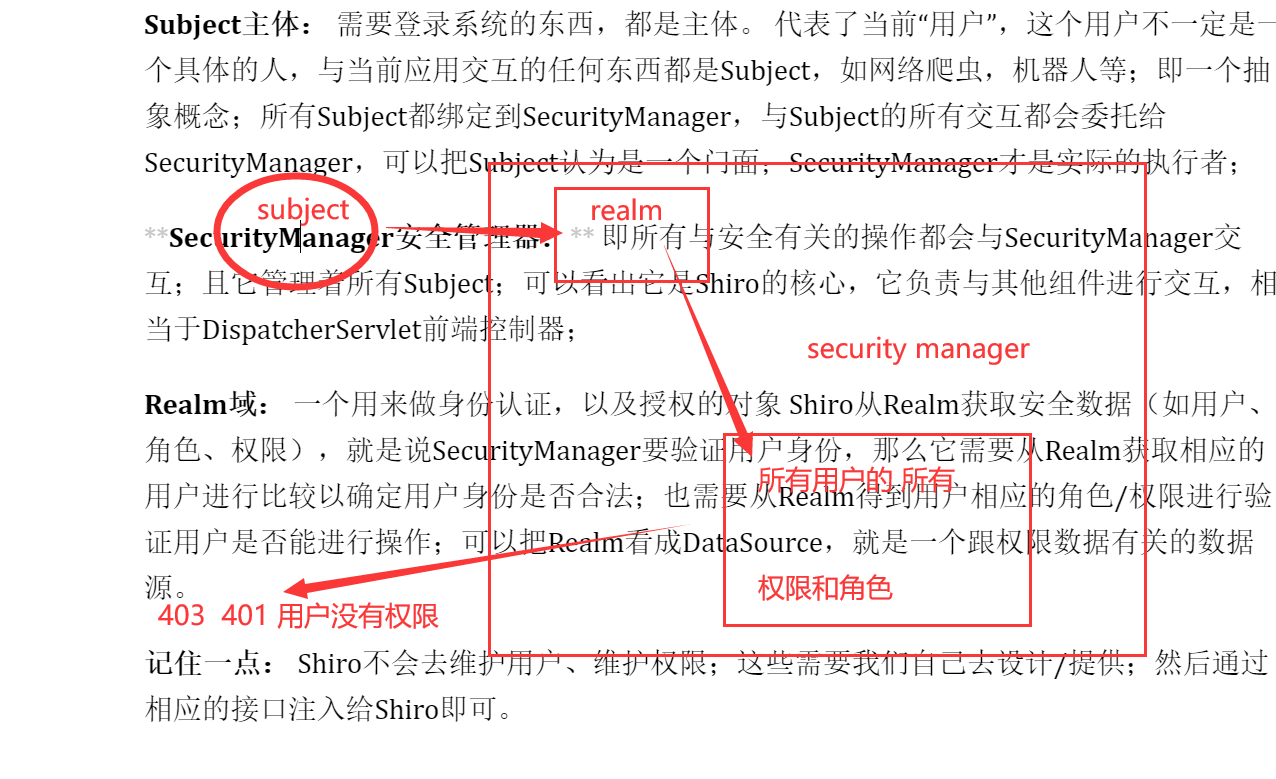 Subject主体： 需要登录系统的东西，都是主体。 代表了当前“用户”，这个用户不一定是一
个具体的人，与当前应用交互的任何东西都是Subject，如网络爬虫，机器人等；即一个抽
象概念；所有Subject都绑定到SecurityManager，与Subject的所有交互都会委托给
SecurityManager，可以把Subject认为是一个门面；SecurityManager才是实际的执行者；
subject
realm
**SecurityManager安全管理器：** 即所有与安全有关的操作都会与SecurityManager交
互；且它管理着所有Subject；可以看出它是Shiro的核心，它负责与其他组件进行交互，相
当于DispatcherServlet前端控制器；
security manager
Realm域： 一个用来做身份认证，以及授权的对象 Shiro从Realm获取安全数据（如用户、
角色、权限），就是说SecurityManager要验证用户身份，那么它需要从Realm获取相应的
所有用户的 所有
用户进行比较以确定用户身份是否合法；也需要从Realm得到用户相应的角色/权限进行验
证用户是否能进行操作；可以把Realm看成DataSource，就是一个跟权限数据有关的数据
源。
权限和角色
403 401 用户没有权限
记住一点： Shiro不会去维护用户、维护权限；这些需要我们自己去设计/提供；然后通过
相应的接口注入给Shiro即可。